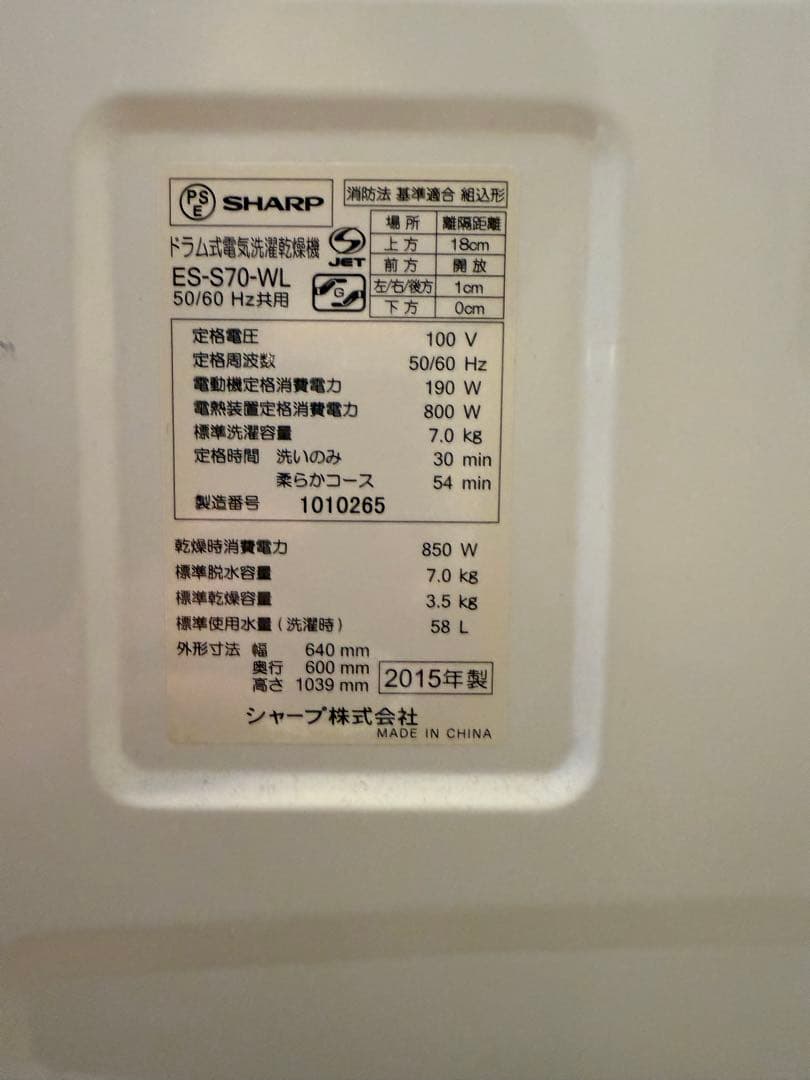 PSE SHARP
消防法 基準適合 組込形
場所 離隔距離
上方 18cm
前方 開放
左/右/後方 1cm
下方 0cm
ドラム式電気洗濯乾燥機
S JET
ES-S70-WL
G
50/60 Hz共用
定格電圧 100 V
定格周波数 50/60 Hz
電動機定格消費電力 190 W
電熱装置定格消費電力 800 W
標準洗濯容量 7.0 kg
定格時間 洗いのみ 30 min
柔らかコース 54 min
製造番号 1010265
乾燥時消費電力 850 W
標準脱水容量 7.0 kg
標準乾燥容量 3.5 kg
標準使用水量(洗濯時) 58 L
外形寸法 幅 640 mm
奥行 600 mm
高さ 1039 mm
2015年製
シャープ株式会社
MADE IN CHINA